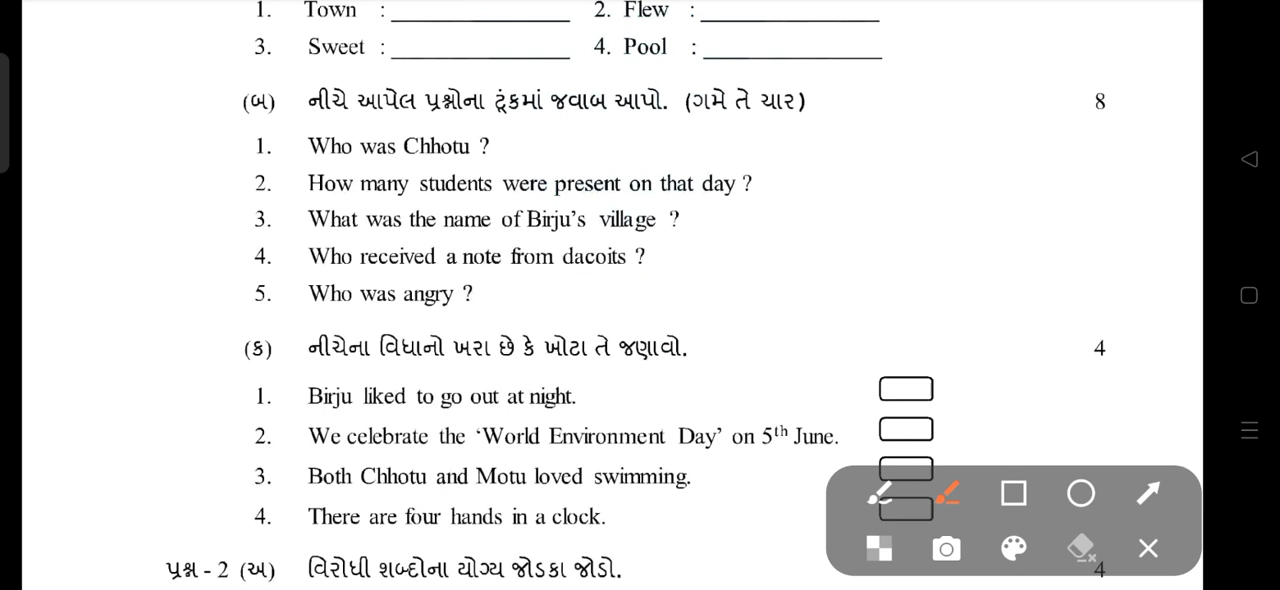 1. Town : __________ 2. Flew : __________
3. Sweet : __________ 4. Pool : __________
(બ) નીચે આપેલ પ્રશ્નોના ટૂંકમાં જવાબ આપો. (ગમે તે ચાર) 8
1. Who was Chhotu ?
2. How many students were present on that day ?
3. What was the name of Birju's village ?
4. Who received a note from dacoits ?
5. Who was angry ?
(ક) નીચેના વિધાનો ખરા છે કે ખોટા તે જણાવો. 4
1. Birju liked to go out at night.
2. We celebrate the ‘World Environment Day’ on 5th June.
3. Both Chhotu and Motu loved swimming.
4. There are four hands in a clock.
પ્રશ્ન - 2 (અ) વિરોધી શબ્દોના યોગ્ય જોડકા જોડો. 4